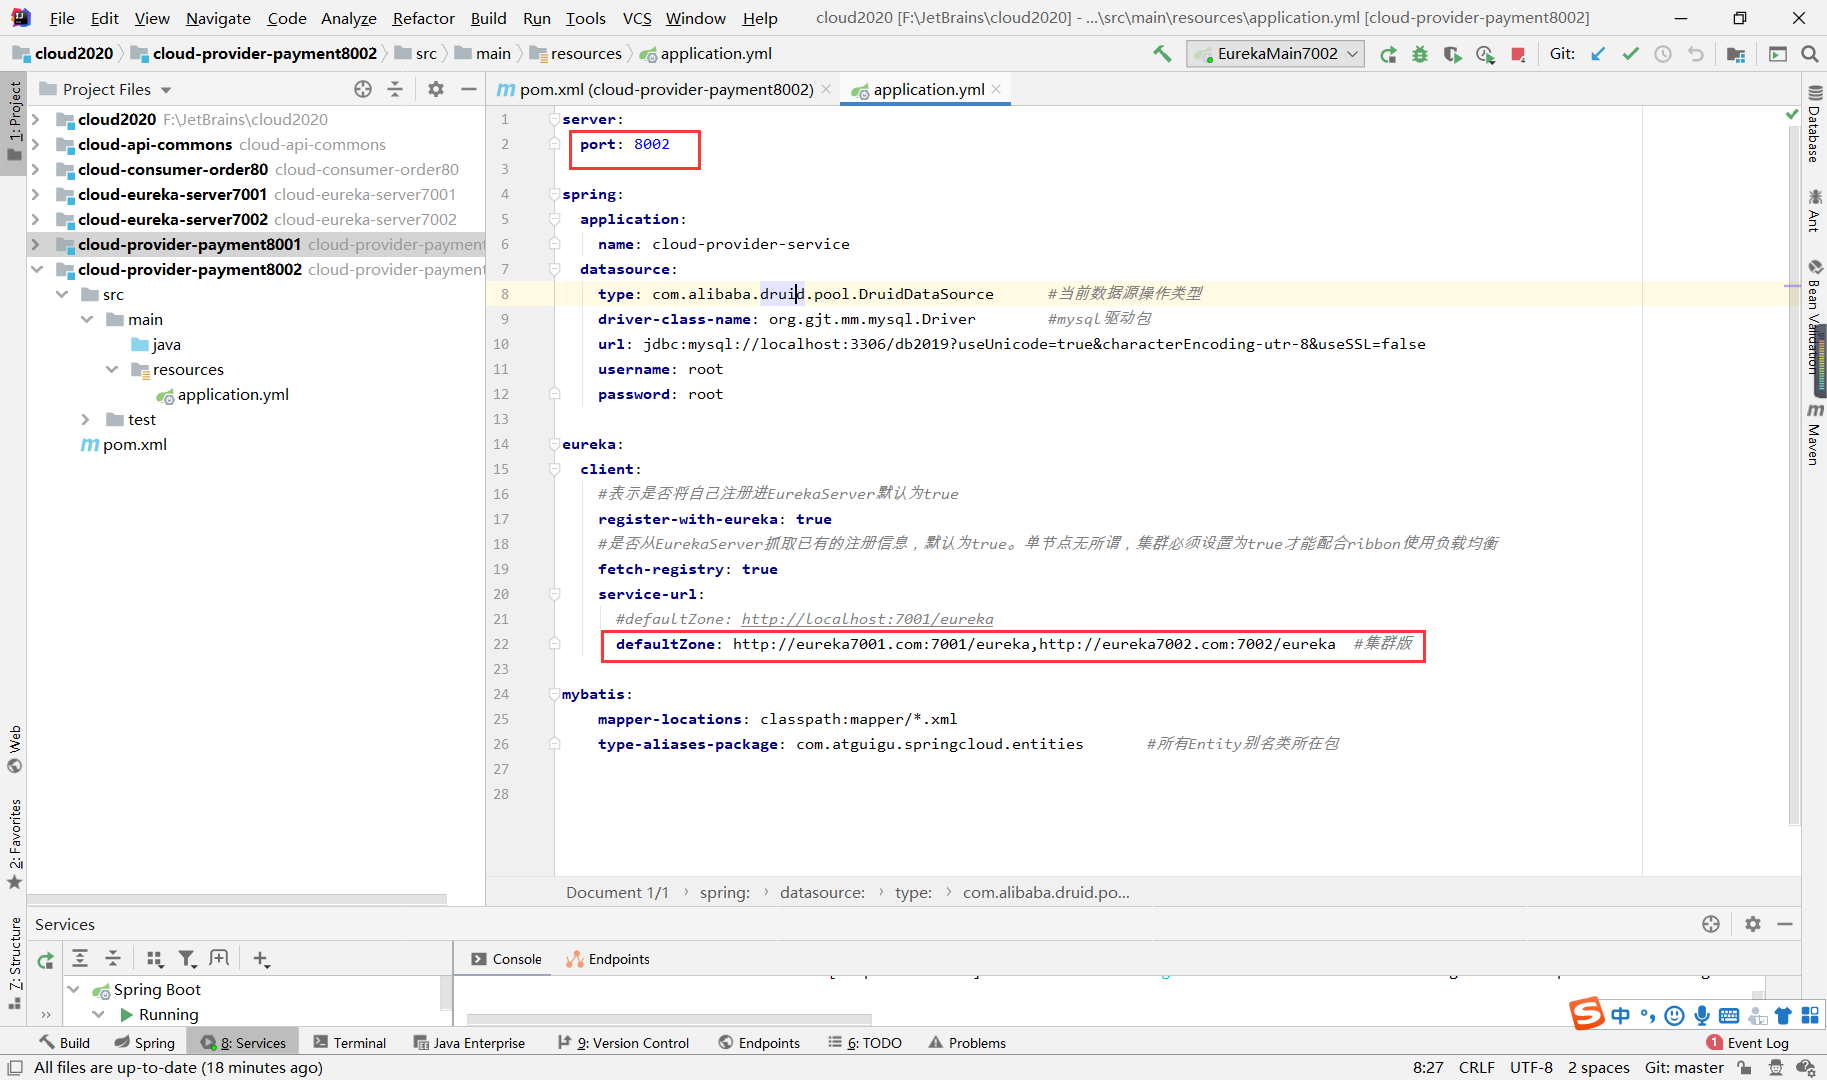 File Edit View Navigate Code Analyze Refactor Build Run Tools VCS Window Help cloud2020 [F:\JetBrains\cloud2020] - ...\src\main\resources\application.yml [cloud-provider-payment8002]
cloud2020 cloud-provider-payment8002 src main resources application.yml EurekaMain7002 Git:
1: Project
Project Files
pom.xml (cloud-provider-payment8002) application.yml
cloud2020 F:\JetBrains\cloud2020
cloud-api-commons cloud-api-commons
cloud-consumer-order80 cloud-consumer-order80
cloud-eureka-server7001 cloud-eureka-server7001
cloud-eureka-server7002 cloud-eureka-server7002
cloud-provider-payment8001 cloud-provider-payment
cloud-provider-payment8002 cloud-provider-payment
src
main
java
resources
application.yml
test
pom.xml
1 server:
2 port: 8002
3
4 spring:
5 application:
6 name: cloud-provider-service
7 datasource:
8 type: com.alibaba.druid.pool.DruidDataSource #当前数据源操作类型
9 driver-class-name: org.gjt.mm.mysql.Driver #mysql驱动包
10 url: jdbc:mysql://localhost:3306/db2019?useUnicode=true&characterEncoding-utr-8&useSSL=false
11 username: root
12 password: root
13
14 eureka:
15 client:
16 #表示是否将自己注册进EurekaServer默认为true
17 register-with-eureka: true
18 #是否从EurekaServer抓取已有的注册信息，默认为true。单节点无所谓，集群必须设置为true才能配合ribbon使用负载均衡
19 fetch-registry: true
20 service-url:
21 #defaultZone: http://localhost:7001/eureka
22 defaultZone: http://eureka7001.com:7001/eureka,http://eureka7002.com:7002/eureka #集群版
23
24 mybatis:
25 mapper-locations: classpath:mapper/*.xml
26 type-aliases-package: com.atguigu.springcloud.entities #所有Entity别名类所在包
27
28
Database
Ant
Bean Validation
Maven
Web
2: Favorites
7: Structure
Document 1/1 › spring: › datasource: › type: › com.alibaba.druid.po...
Services
Console Endpoints
Spring Boot
Running
中
Build Spring 8: Services Terminal Java Enterprise 9: Version Control Endpoints 6: TODO Problems 1 Event Log
All files are up-to-date (18 minutes ago) 8:27 CRLF UTF-8 2 spaces Git: master